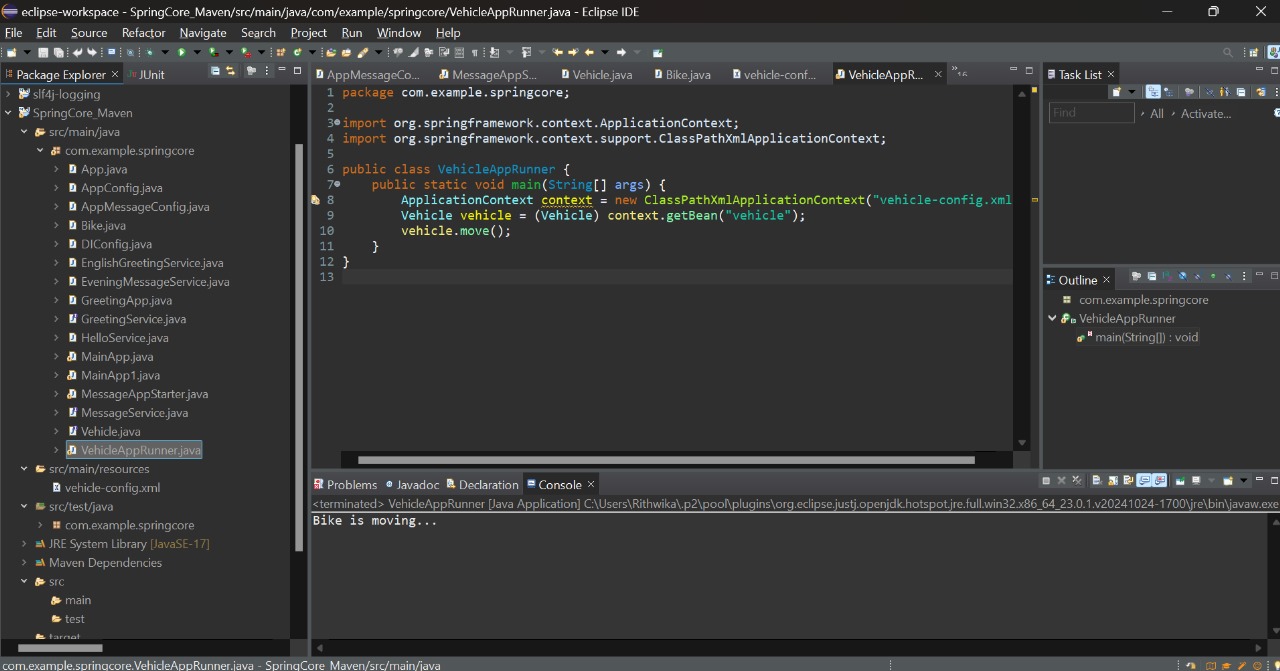 eclipse-workspace - SpringCore_Maven/src/main/java/com/example/springcore/VehicleAppRunner.java - Eclipse IDE
File Edit Source Refactor Navigate Search Project Run Window Help
Package Explorer × JUnit
slf4j-logging
SpringCore_Maven
src/main/java
com.example.springcore
App.java
AppConfig.java
AppMessageConfig.java
Bike.java
DIConfig.java
EnglishGreetingService.java
EveningMessageService.java
GreetingApp.java
GreetingService.java
HelloService.java
MainApp.java
MainApp1.java
MessageAppStarter.java
MessageService.java
Vehicle.java
VehicleAppRunner.java
src/main/resources
vehicle-config.xml
src/test/java
com.example.springcore
JRE System Library [JavaSE-17]
Maven Dependencies
src
main
test
target
AppMessageCo... MessageAppS... Vehicle.java Bike.java vehicle-conf... VehicleAppR... × »16
1 package com.example.springcore;
2
3 import org.springframework.context.ApplicationContext;
4 import org.springframework.context.support.ClassPathXmlApplicationContext;
5
6 public class VehicleAppRunner {
7 public static void main(String[] args) {
8 ApplicationContext context = new ClassPathXmlApplicationContext("vehicle-config.xml
9 Vehicle vehicle = (Vehicle) context.getBean("vehicle");
10 vehicle.move();
11 }
12 }
13
Task List ×
Find All Activate...
Outline ×
com.example.springcore
VehicleAppRunner
main(String[]) : void
Problems Javadoc Declaration Console ×
<terminated> VehicleAppRunner [Java Application] C:\Users\Rithwika\.p2\pool\plugins\org.eclipse.justj.openjdk.hotspot.jre.full.win32.x86_64_23.0.1.v20241024-1700\jre\bin\javaw.exe
Bike is moving...
com.example.springcore.VehicleAppRunner.java - SpringCore_Maven/src/main/java